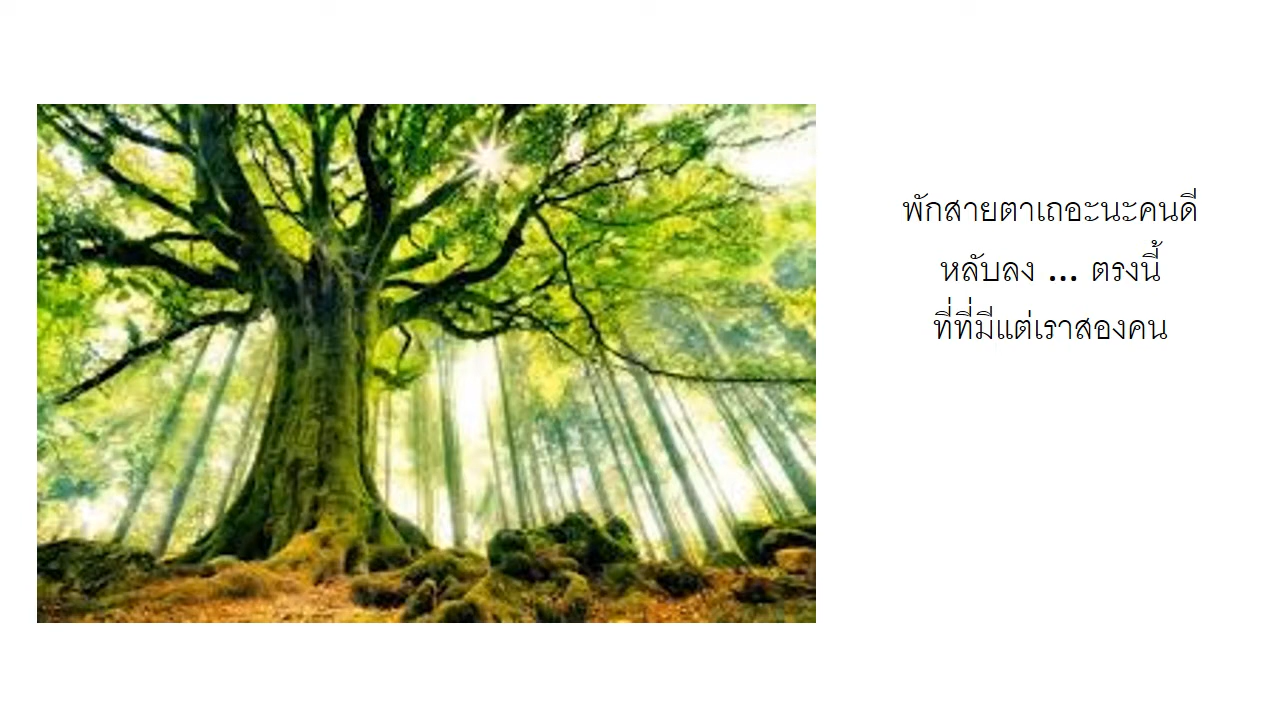 พักสายตาเถอะนะคนดี
หลับลง ... ตรงนี้
ที่ที่มีแต่เราสองคน